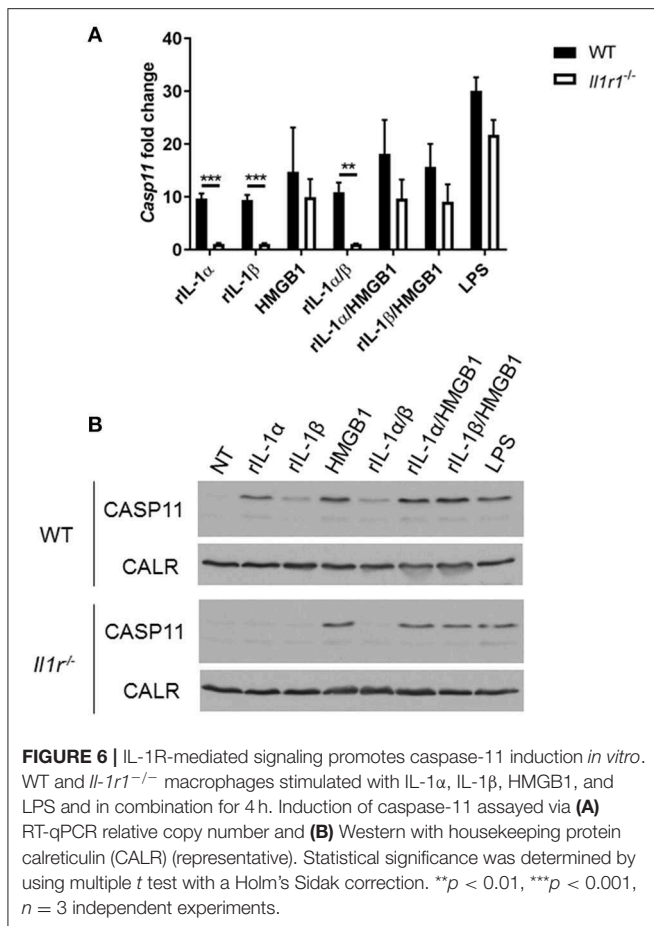 A
WT
Il1r1-/-
Casp11 fold change
40
30
20
10
0
*** *** **
rIL-1α rIL-1β HMGB1 rIL-1α/β rIL-1α/HMGB1 rIL-1β/HMGB1 LPS
B
NT rIL-1α rIL-1β HMGB1 rIL-1α/β rIL-1α/HMGB1 rIL-1β/HMGB1 LPS
WT
CASP11
CALR
Il1r-/-
CASP11
CALR
FIGURE 6 | IL-1R-mediated signaling promotes caspase-11 induction in vitro.
WT and Il-1r1−/− macrophages stimulated with IL-1α, IL-1β, HMGB1, and
LPS and in combination for 4 h. Induction of caspase-11 assayed via (A)
RT-qPCR relative copy number and (B) Western with housekeeping protein
calreticulin (CALR) (representative). Statistical significance was determined by
using multiple t test with a Holm's Sidak correction. **p < 0.01, ***p < 0.001,
n = 3 independent experiments.